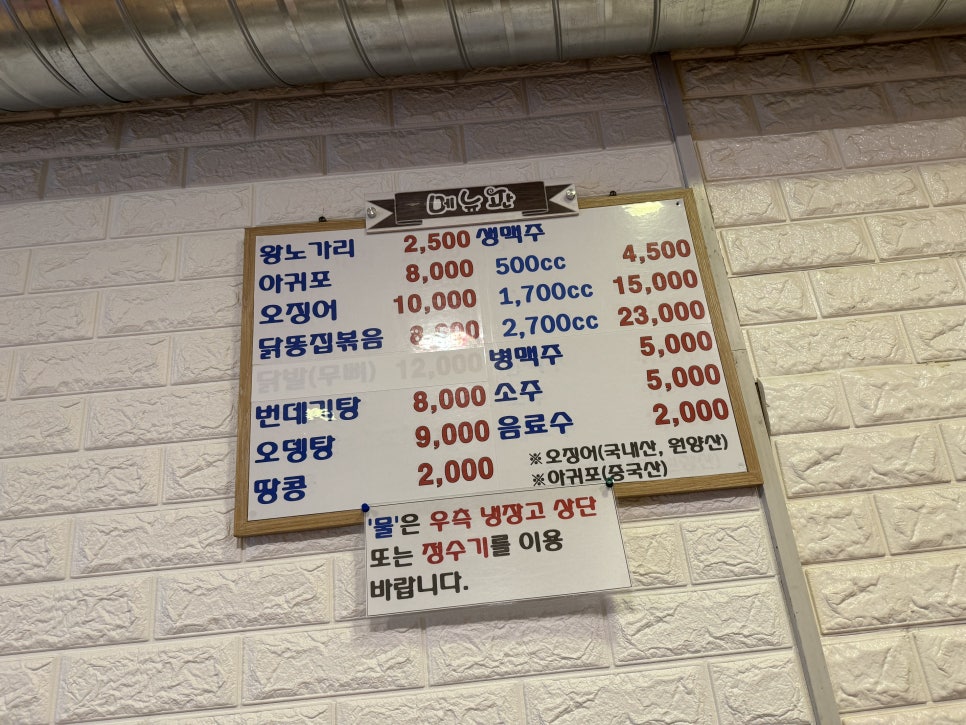 메뉴판
왕노가리 2,500
아귀포 8,000
오징어 10,000
닭똥집볶음 8,000
닭발(무뼈) 12,000
번데기탕 8,000
오뎅탕 9,000
땅콩 2,000
생맥주
500cc 4,500
1,700cc 15,000
2,700cc 23,000
병맥주 5,000
소주 5,000
음료수 2,000
※오징어(국내산, 원양산)
※아귀포(중국산)
'물'은 우측 냉장고 상단
또는 정수기를 이용
바랍니다.